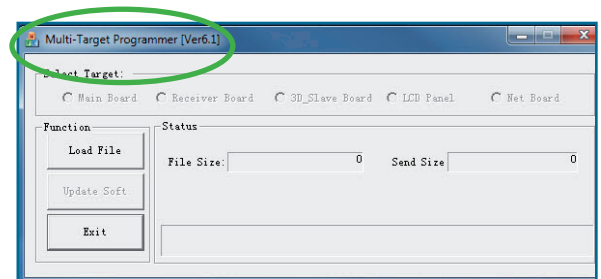 Multi-Target Programmer [Ver6.1]
Select Target:
Main Board Receiver Board 3D_Slave Board LCD Panel Net Board
Function
Status
Load File
File Size: 0 Send Size 0
Update Soft
Exit